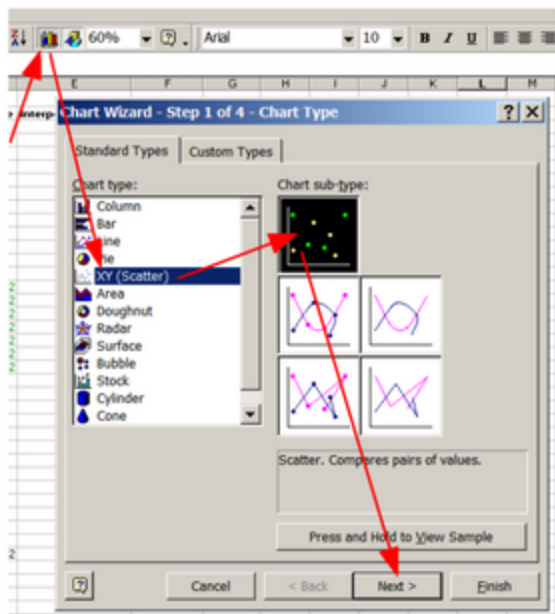 60% Arial 10 B I U
E F G H I J K L M
Interp
Chart Wizard - Step 1 of 4 - Chart Type
Standard Types Custom Types
Chart type: Chart sub-type:
Column
Bar
Line
Pie
XY (Scatter)
Area
Doughnut
Radar
Surface
Bubble
Stock
Cylinder
Cone
Scatter. Compares pairs of values.
Press and Hold to View Sample
2
Cancel < Back Next > Finish